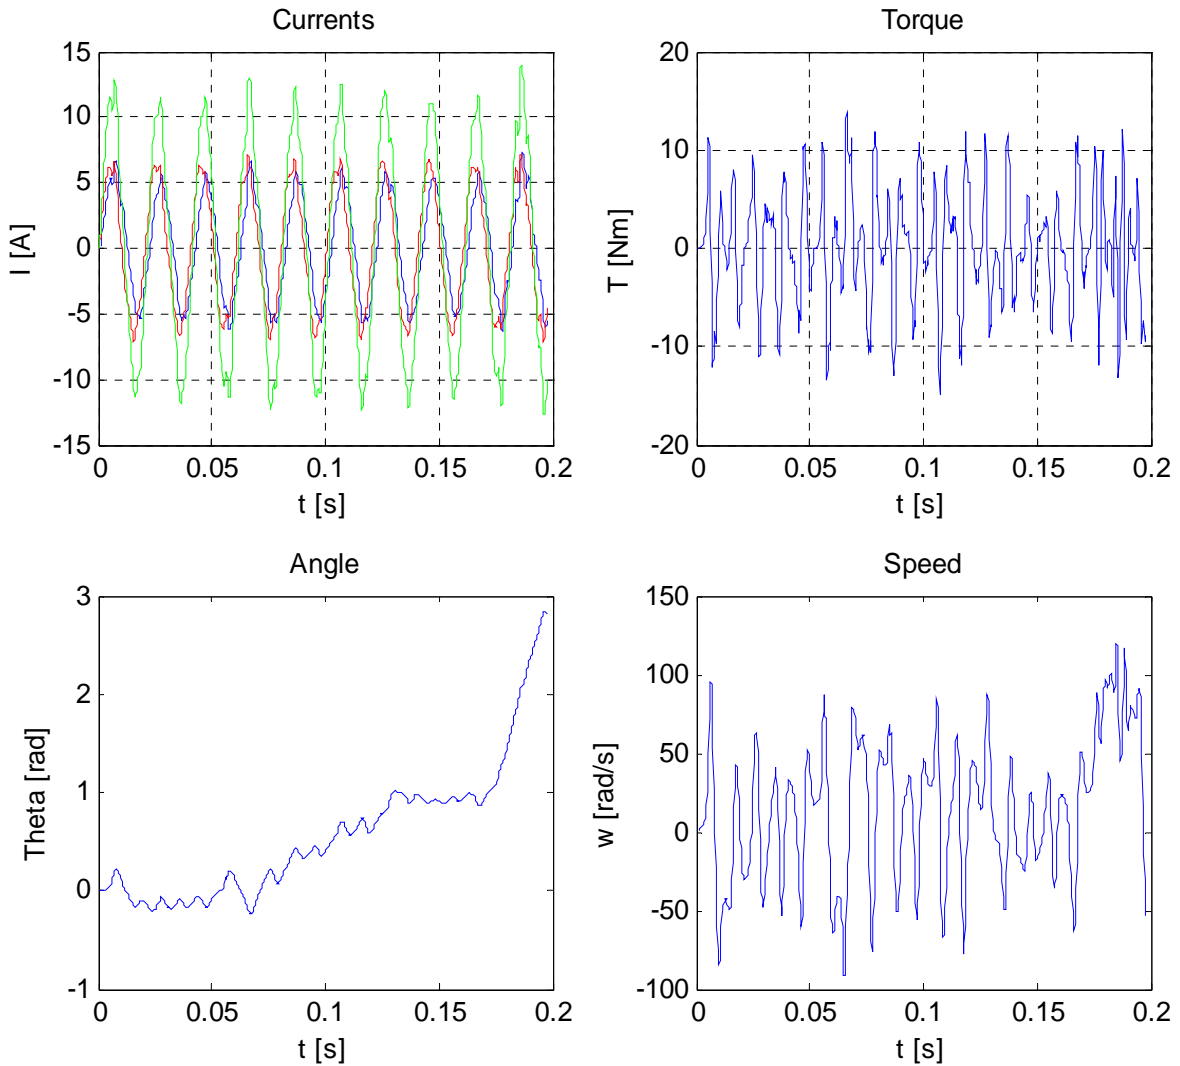 Currents
15
10
5
0
-5
-10
-15
I [A]
0 0.05 0.1 0.15 0.2
t [s]
Torque
20
10
0
-10
-20
T [Nm]
0 0.05 0.1 0.15 0.2
t [s]
Angle
3
2
1
0
-1
Theta [rad]
0 0.05 0.1 0.15 0.2
t [s]
Speed
150
100
50
0
-50
-100
w [rad/s]
0 0.05 0.1 0.15 0.2
t [s]